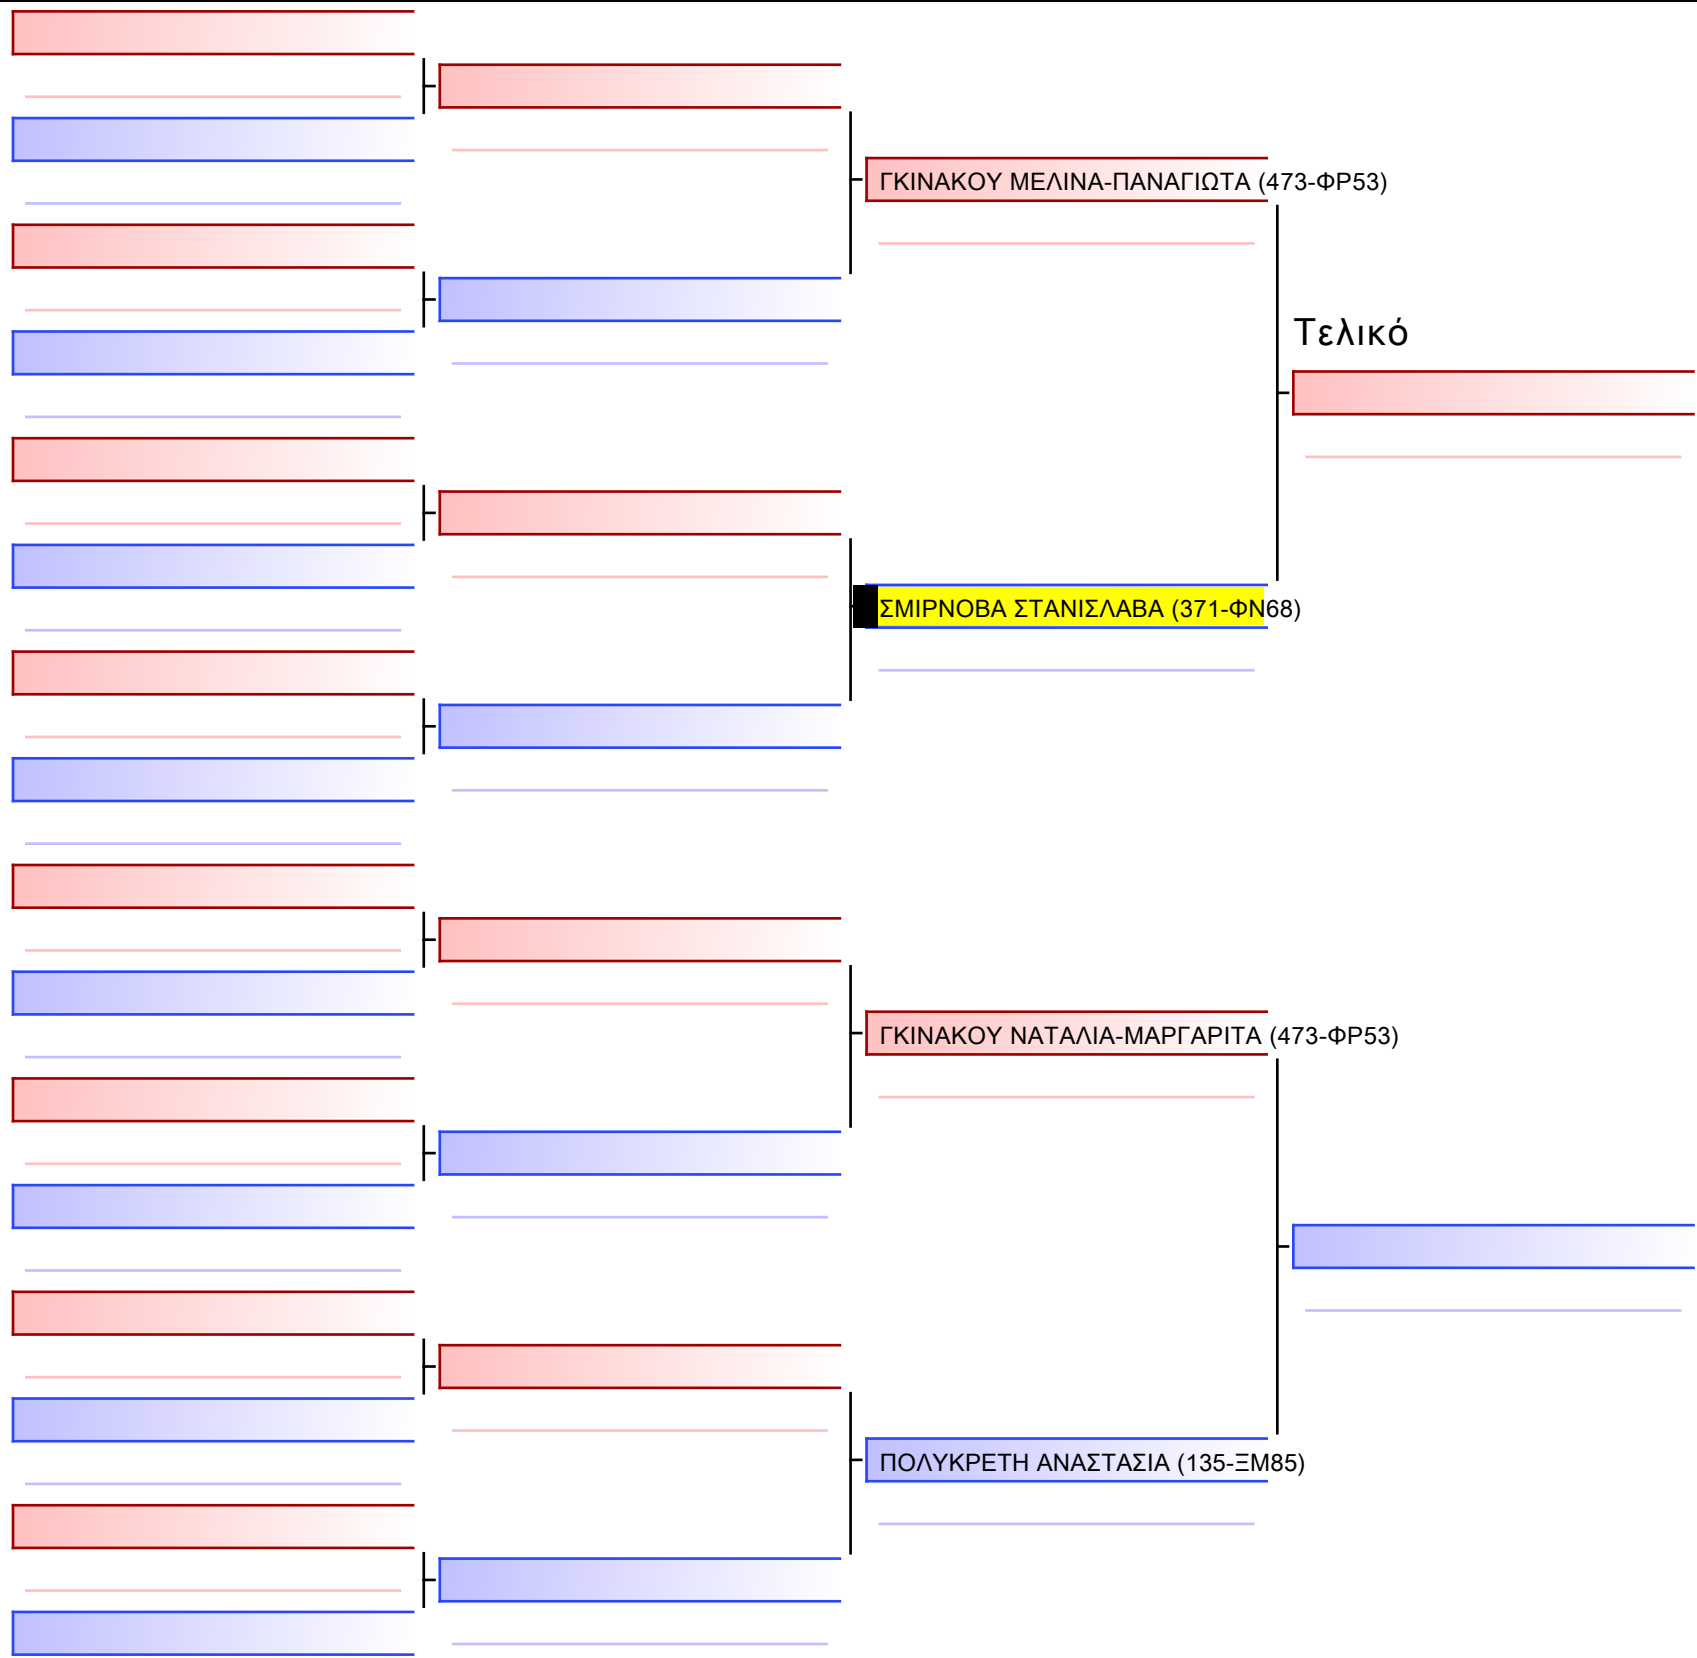 ΓΚΙΝΑΚΟΥ ΜΕΛΙΝΑ-ΠΑΝΑΓΙΩΤΑ (473-ΦΡ53)
Τελικό
ΣΜΙΡΝΟΒΑ ΣΤΑΝΙΣΛΑΒΑ (371-ΦΝ68)
ΓΚΙΝΑΚΟΥ ΝΑΤΑΛΙΑ-ΜΑΡΓΑΡΙΤΑ (473-ΦΡ53)
ΠΟΛΥΚΡΕΤΗ ΑΝΑΣΤΑΣΙΑ (135-ΞΜ85)